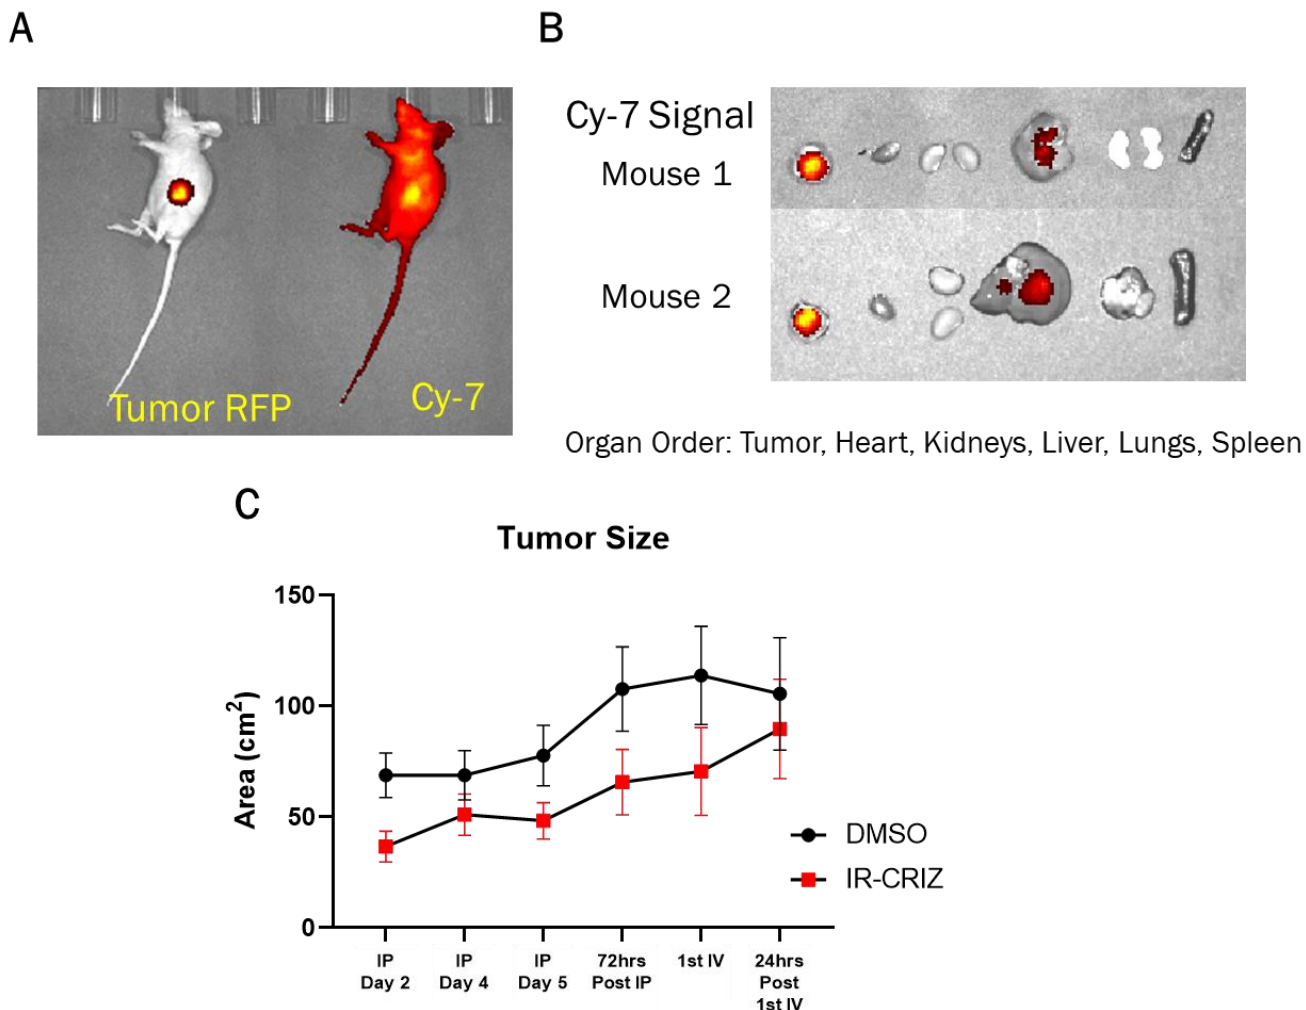 A
B
Tumor RFP
Cy-7
Cy-7 Signal
Mouse 1
Mouse 2
Organ Order: Tumor, Heart, Kidneys, Liver, Lungs, Spleen
C
Tumor Size
Area (cm²)
150
100
50
0
IP Day 2
IP Day 4
IP Day 5
72hrs Post IP
1st IV
24hrs Post 1st IV
DMSO
IR-CRIZ